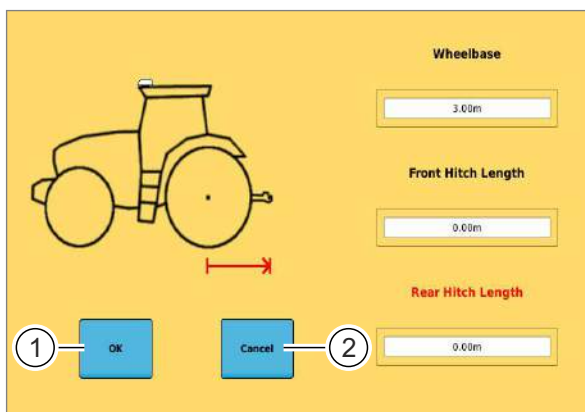 Wheelbase
3.00m
Front Hitch Length
0.00m
Rear Hitch Length
0.00m
1
OK
Cancel
2